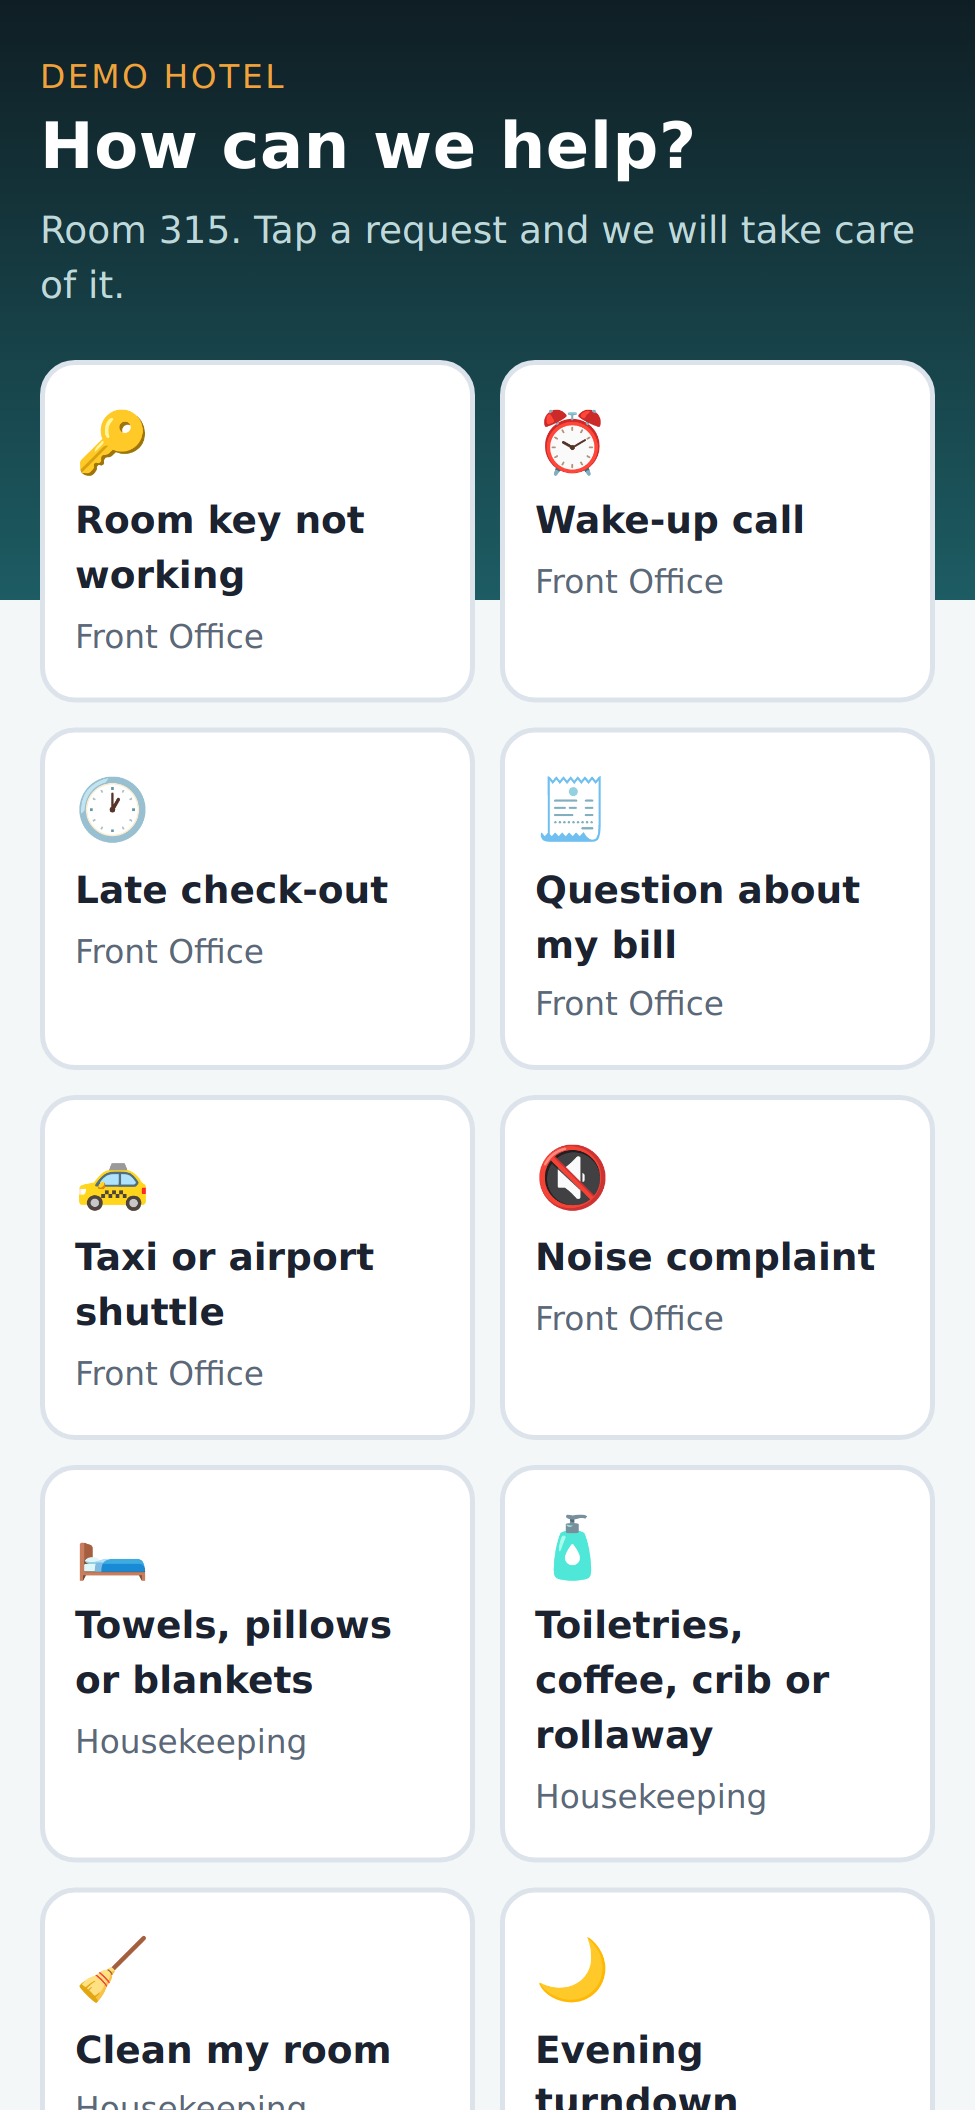 DEMO HOTEL
How can we help?
Room 315. Tap a request and we will take care
of it.
Room key not
working
Front Office
Wake-up call
Front Office
Late check-out
Front Office
Question about
my bill
Front Office
Taxi or airport
shuttle
Front Office
Noise complaint
Front Office
Towels, pillows
or blankets
Housekeeping
Toiletries,
coffee, crib or
rollaway
Housekeeping
Clean my room
Housekeeping
Evening
turndown